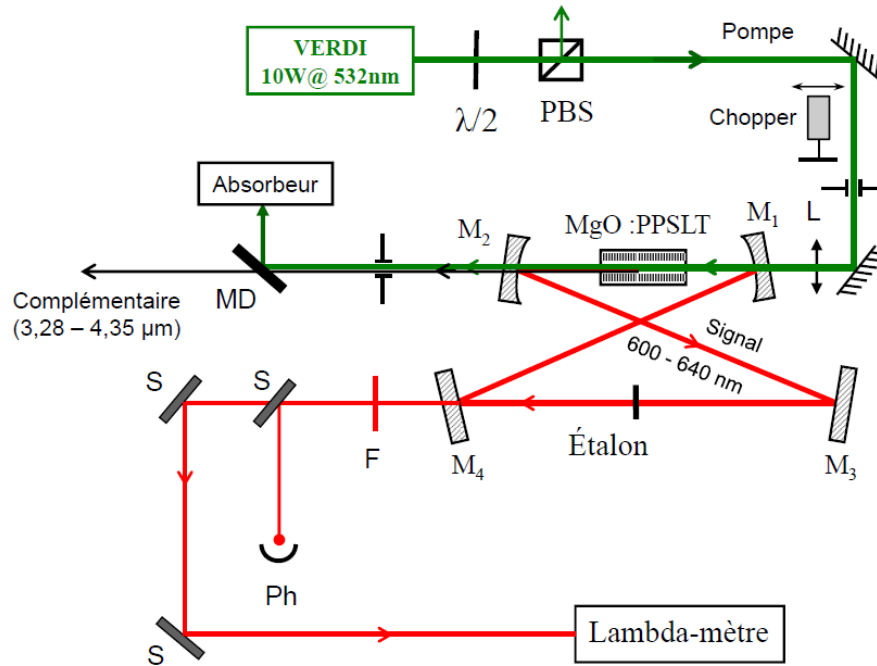 VERDI
10W@ 532nm
λ/2
PBS
Pompe
Chopper
L
Absorbeur
MD
M₂
MgO :PPSLT
M₁
Complémentaire
(3,28 – 4,35 µm)
Signal
600 - 640 nm
S
S
F
M₄
Étalon
M₃
Ph
S
Lambda-mètre